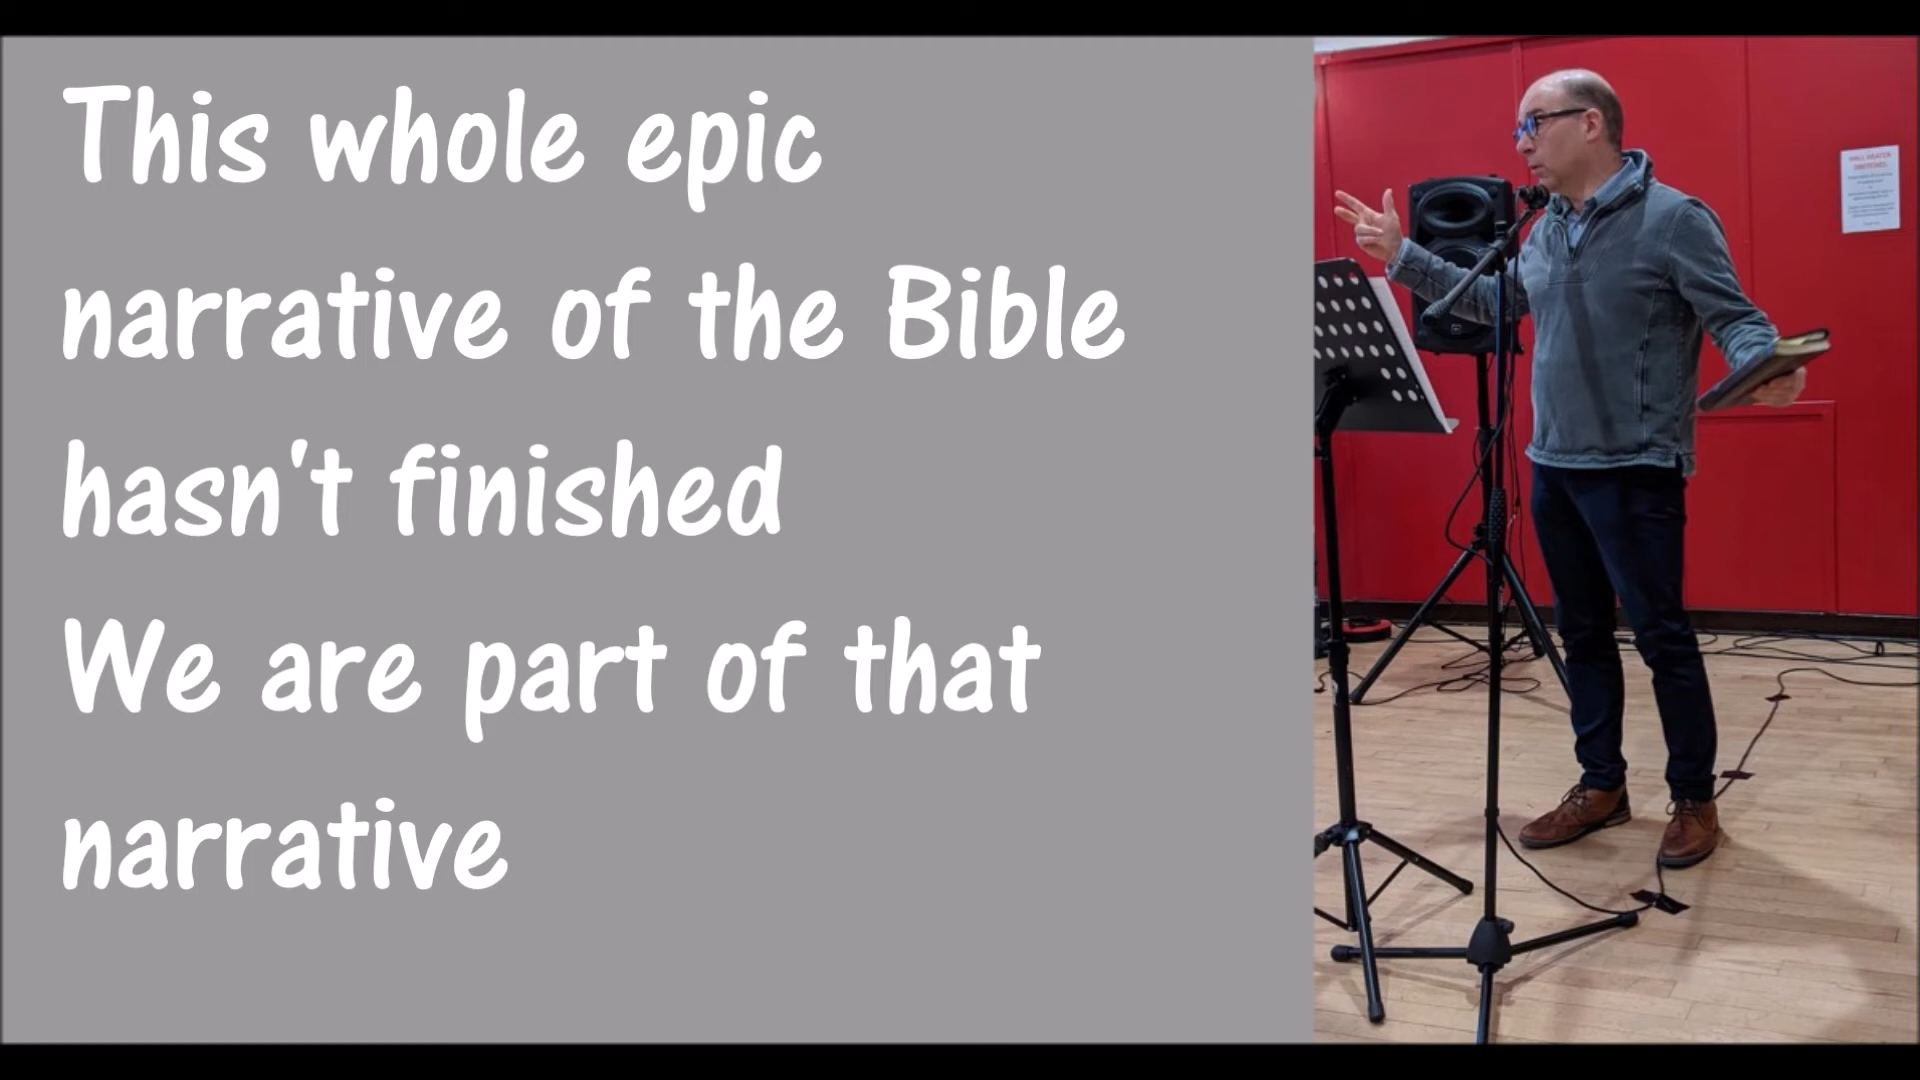 This whole epic
narrative of the Bible
hasn't finished
We are part of that
narrative